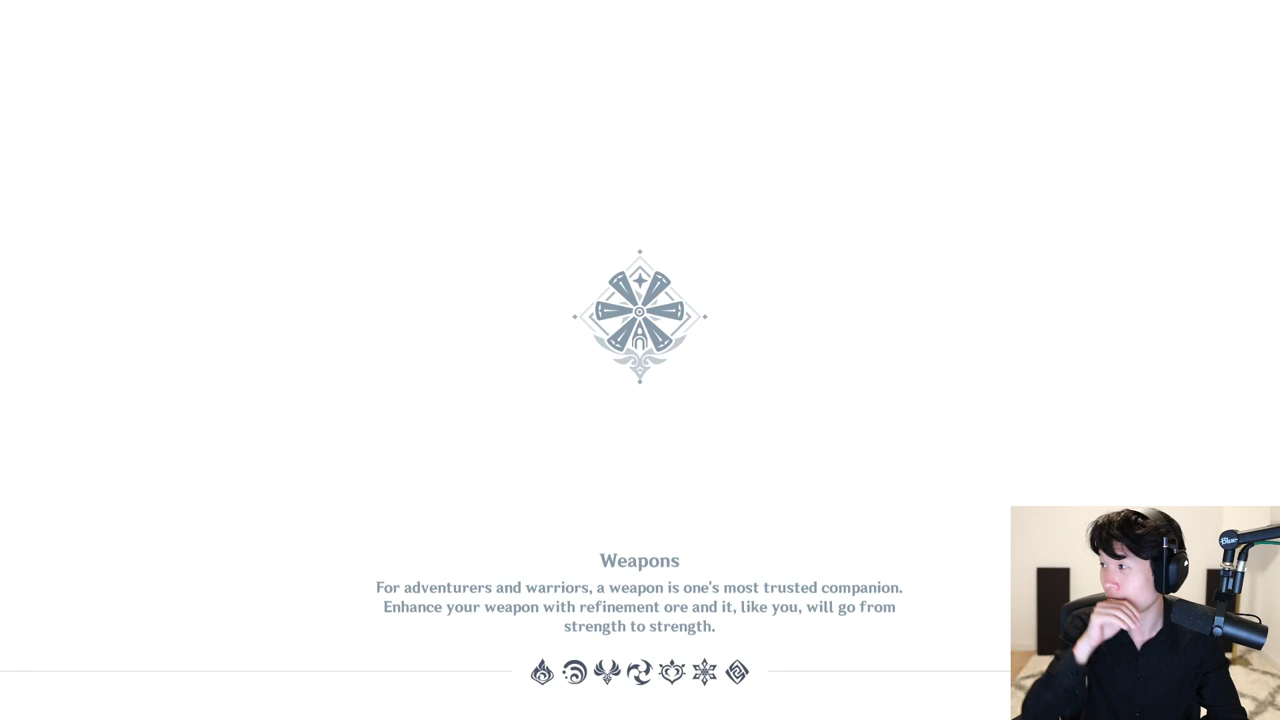 Weapons
For adventurers and warriors, a weapon is one's most trusted companion.
Enhance your weapon with refinement ore and it, like you, will go from
strength to strength.
Blue